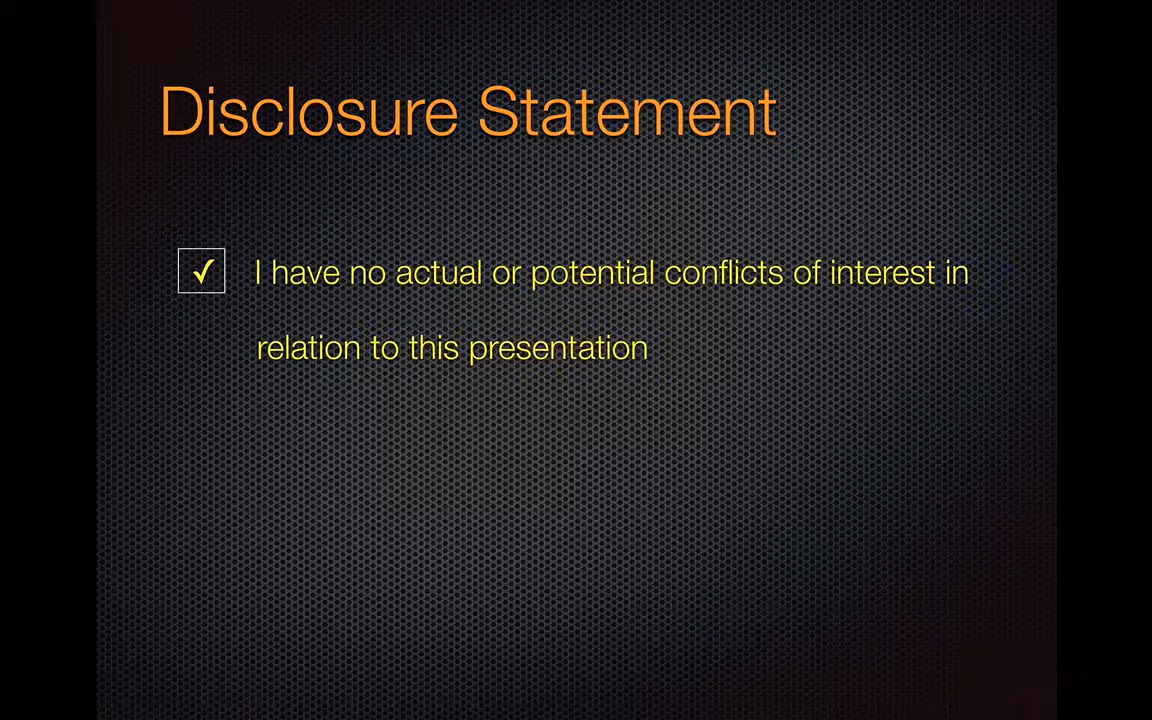 Disclosure Statement
✓ I have no actual or potential conflicts of interest in
relation to this presentation